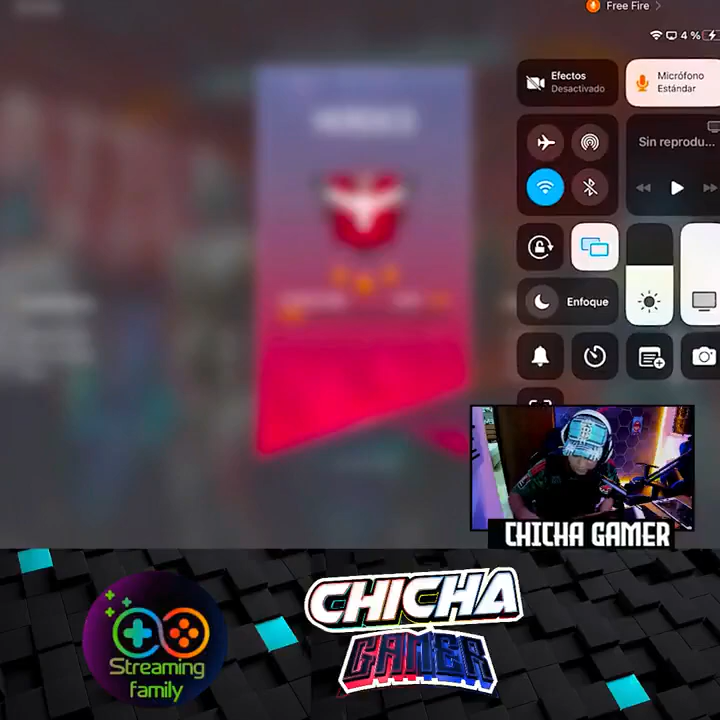 Free Fire
4 %
Efectos
Desactivado
Micrófono
Estándar
Sin reprodu...
Enfoque
CHICHA GAMER
Streaming
family
CHICHA
GAMER